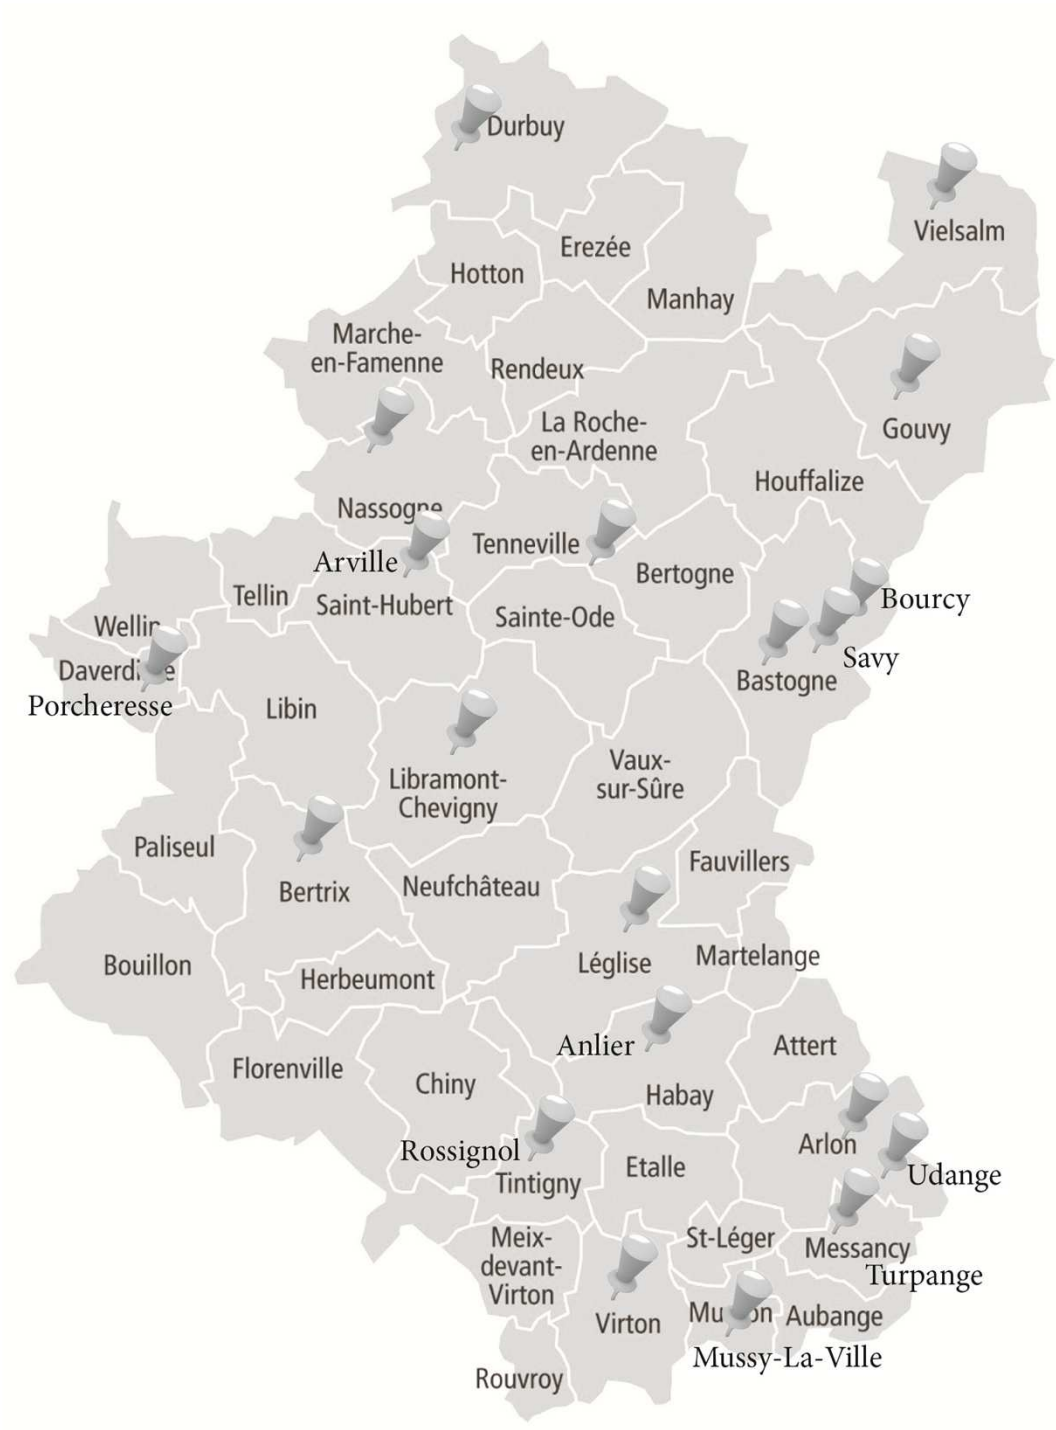 Durbuy
Vielsalm
Erezée
Hotton
Manhay
Marche-
en-Famenne
Rendeux
La Roche-
en-Ardenne
Gouvy
Houffalize
Nassogne
Tenneville
Arville
Bertogne
Tellin
Saint-Hubert
Sainte-Ode
Bourcy
Wellin
Savy
Daverdisse
Bastogne
Porcheresse
Libin
Vaux-
sur-Sûre
Libramont-
Chevigny
Paliseul
Fauvillers
Bertrix
Neufchâteau
Bouillon
Léglise
Martelange
Herbeumont
Anlier
Attert
Florenville
Chiny
Habay
Arlon
Rossignol
Etalle
Udange
Tintigny
Meix-
devant-
Virton
St-Léger
Messancy
Turpange
Virton
Aubange
Mussy-La-Ville
Rouvroy